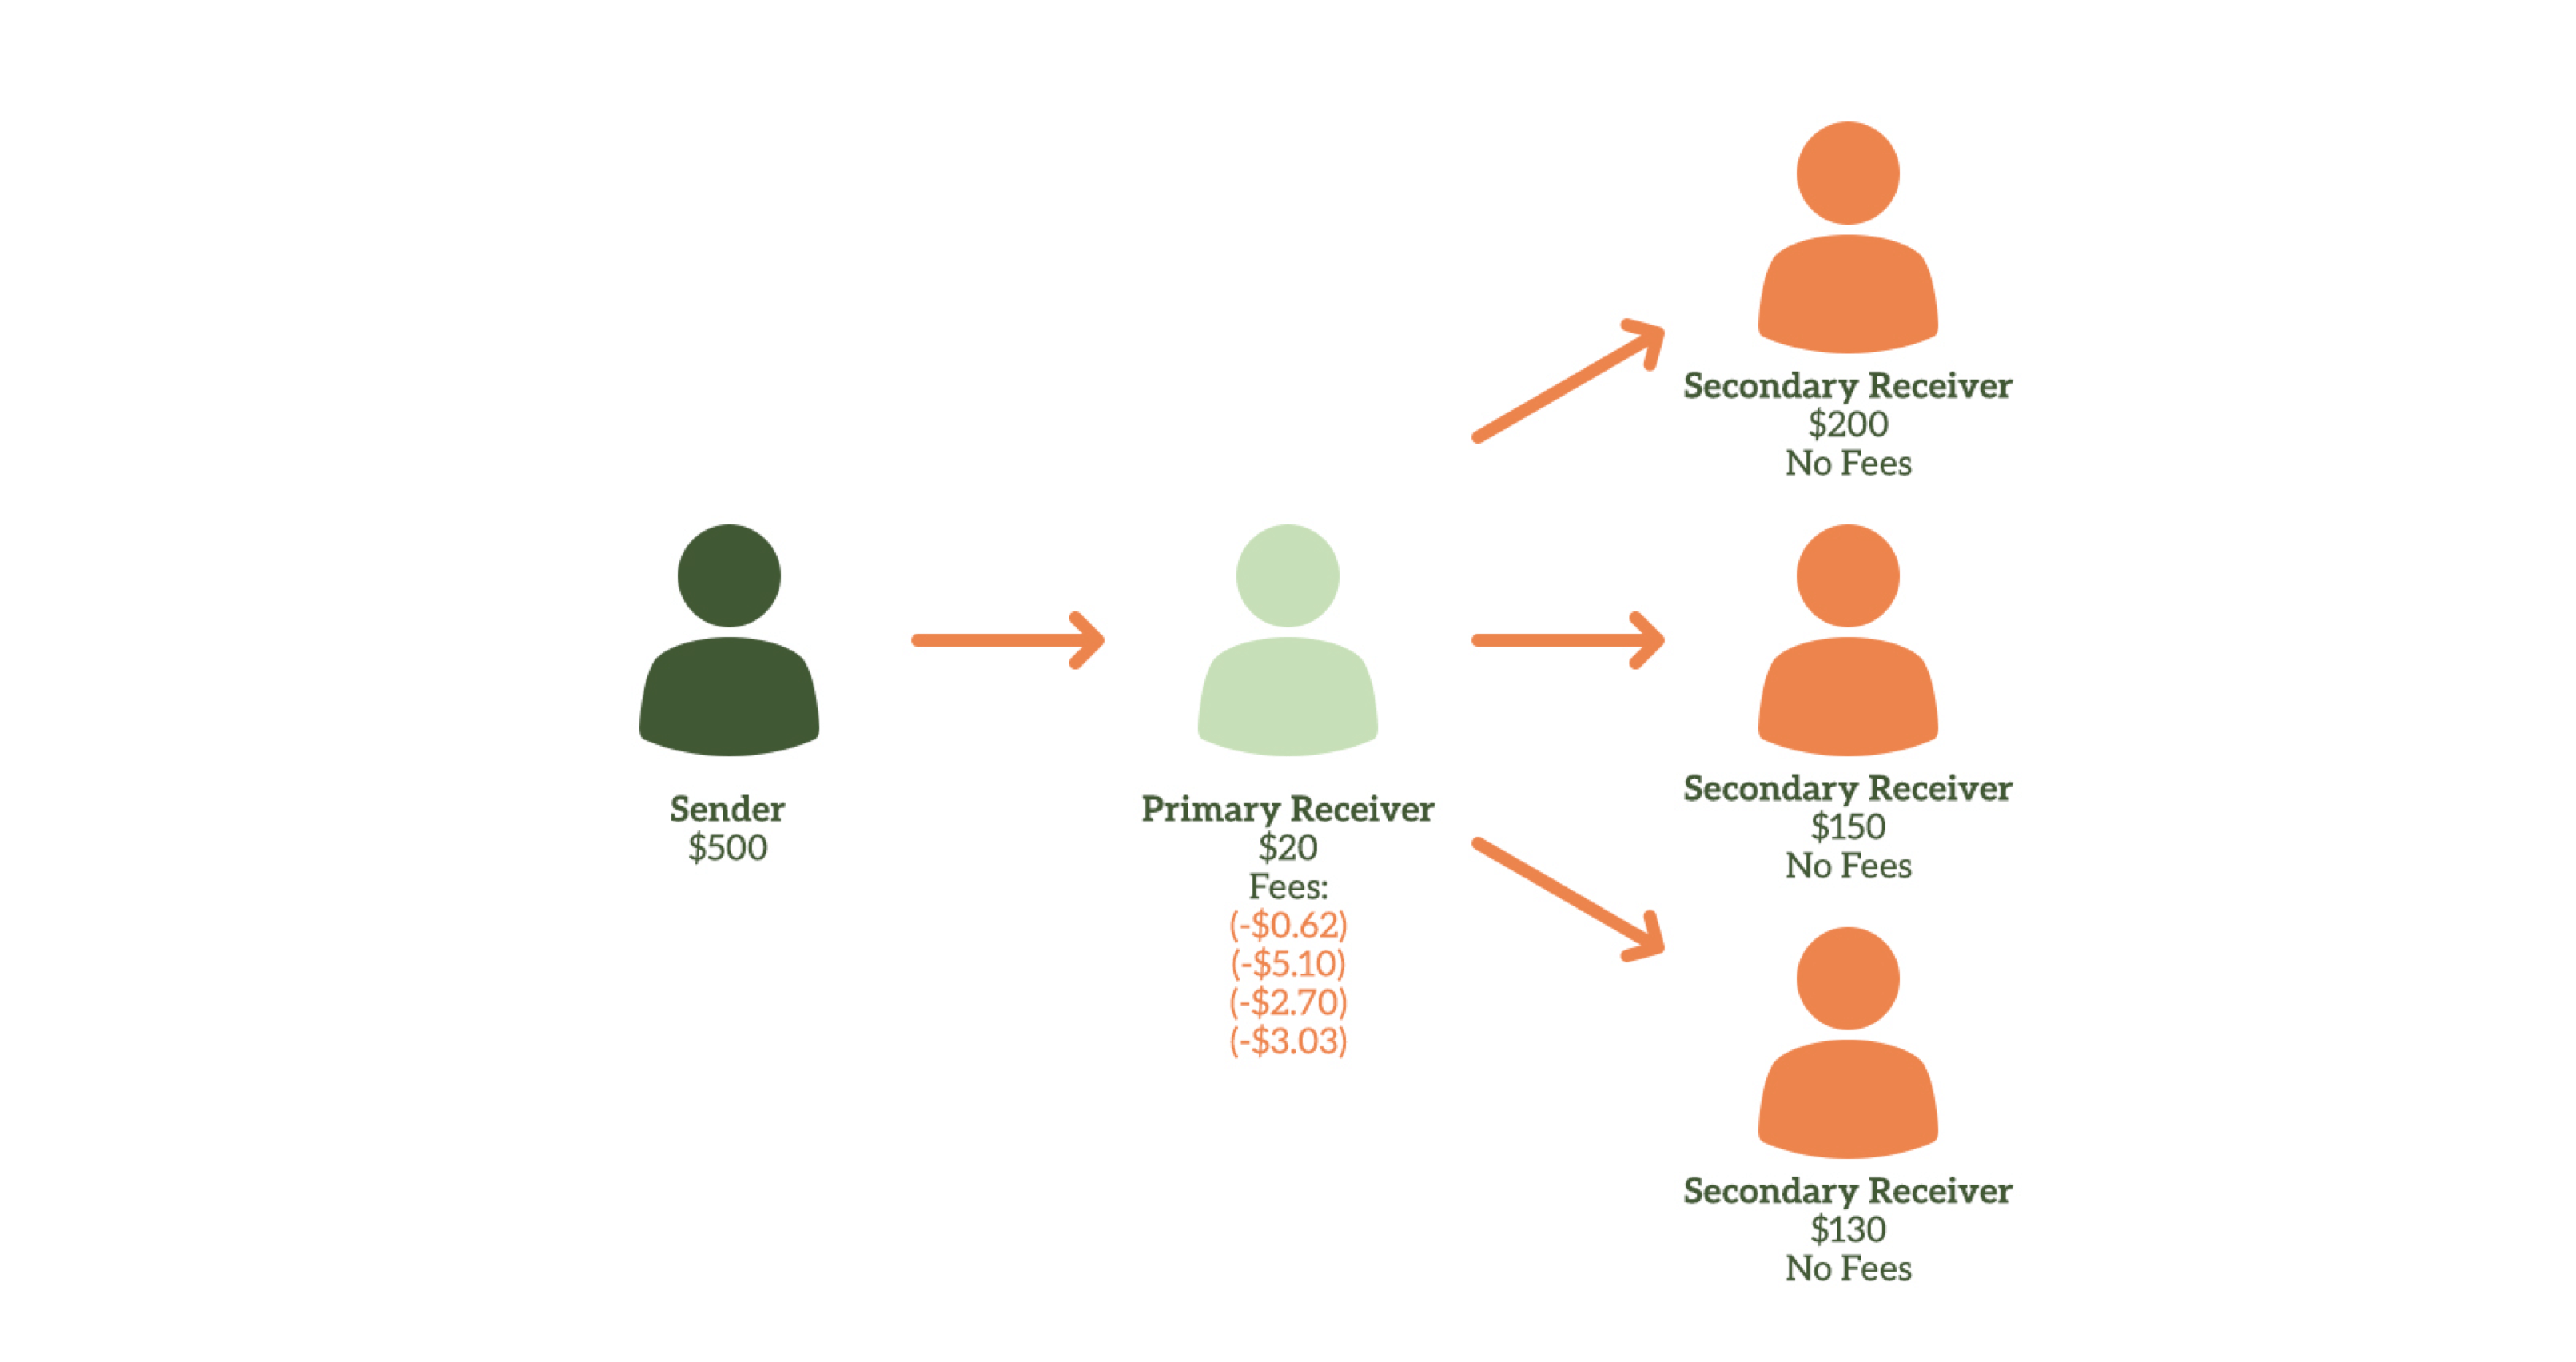 Sender
$500
Primary Receiver
$20
Fees:
(-$0.62)
(-$5.10)
(-$2.70)
(-$3.03)
Secondary Receiver
$200
No Fees
Secondary Receiver
$150
No Fees
Secondary Receiver
$130
No Fees